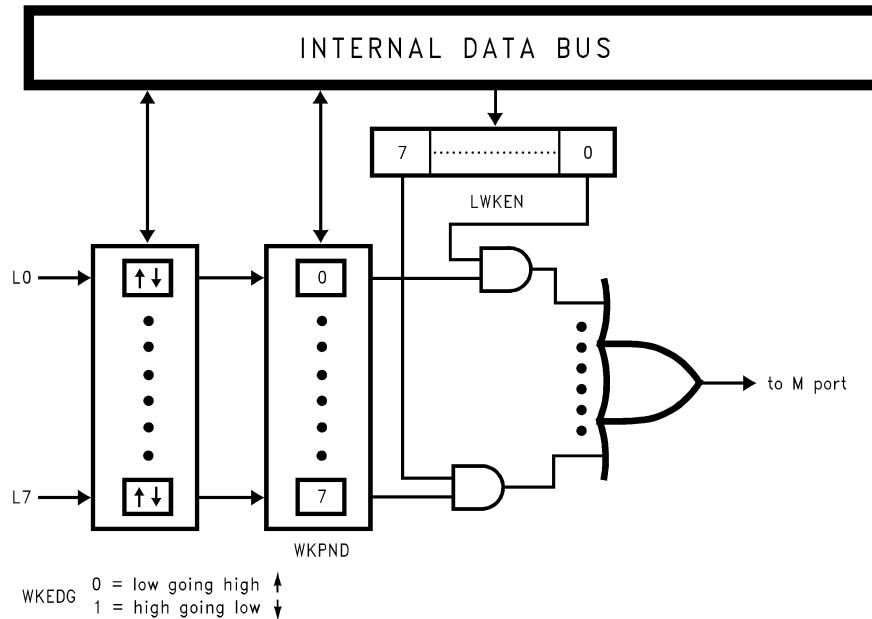 INTERNAL DATA BUS
7 0
LWKEN
L0 0
to M port
L7 7
WKPND
WKEDG 0 = low going high
1 = high going low